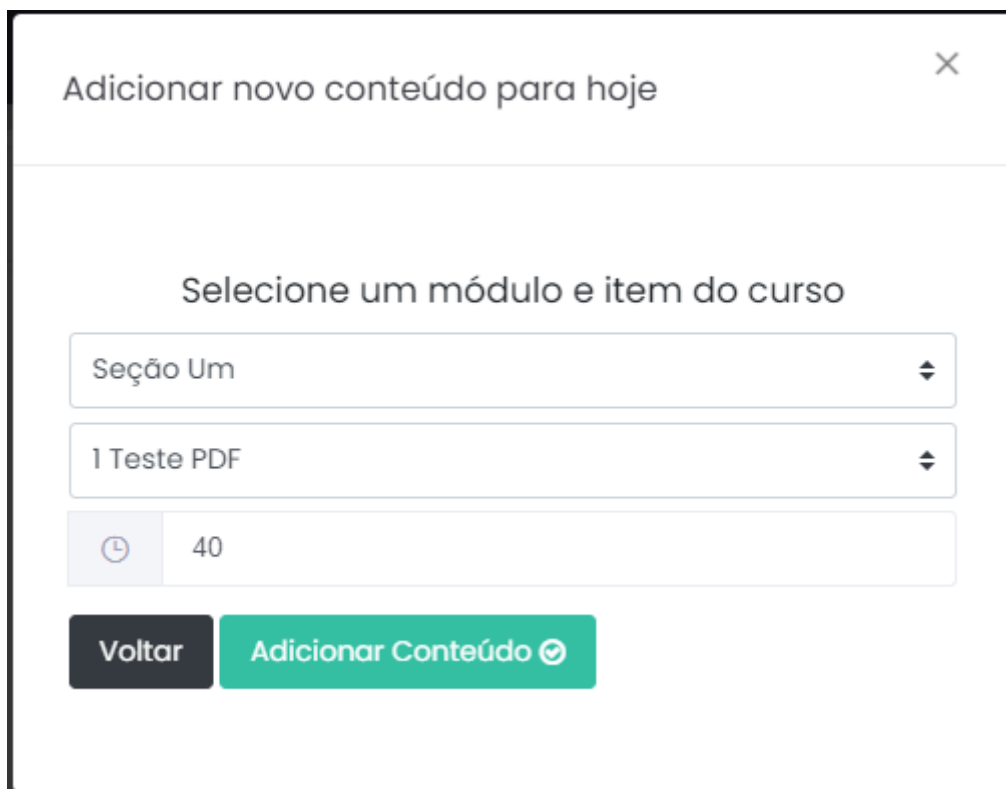 Adicionar novo conteúdo para hoje
Selecione um módulo e item do curso
Seção Um
1 Teste PDF
40
Voltar
Adicionar Conteúdo